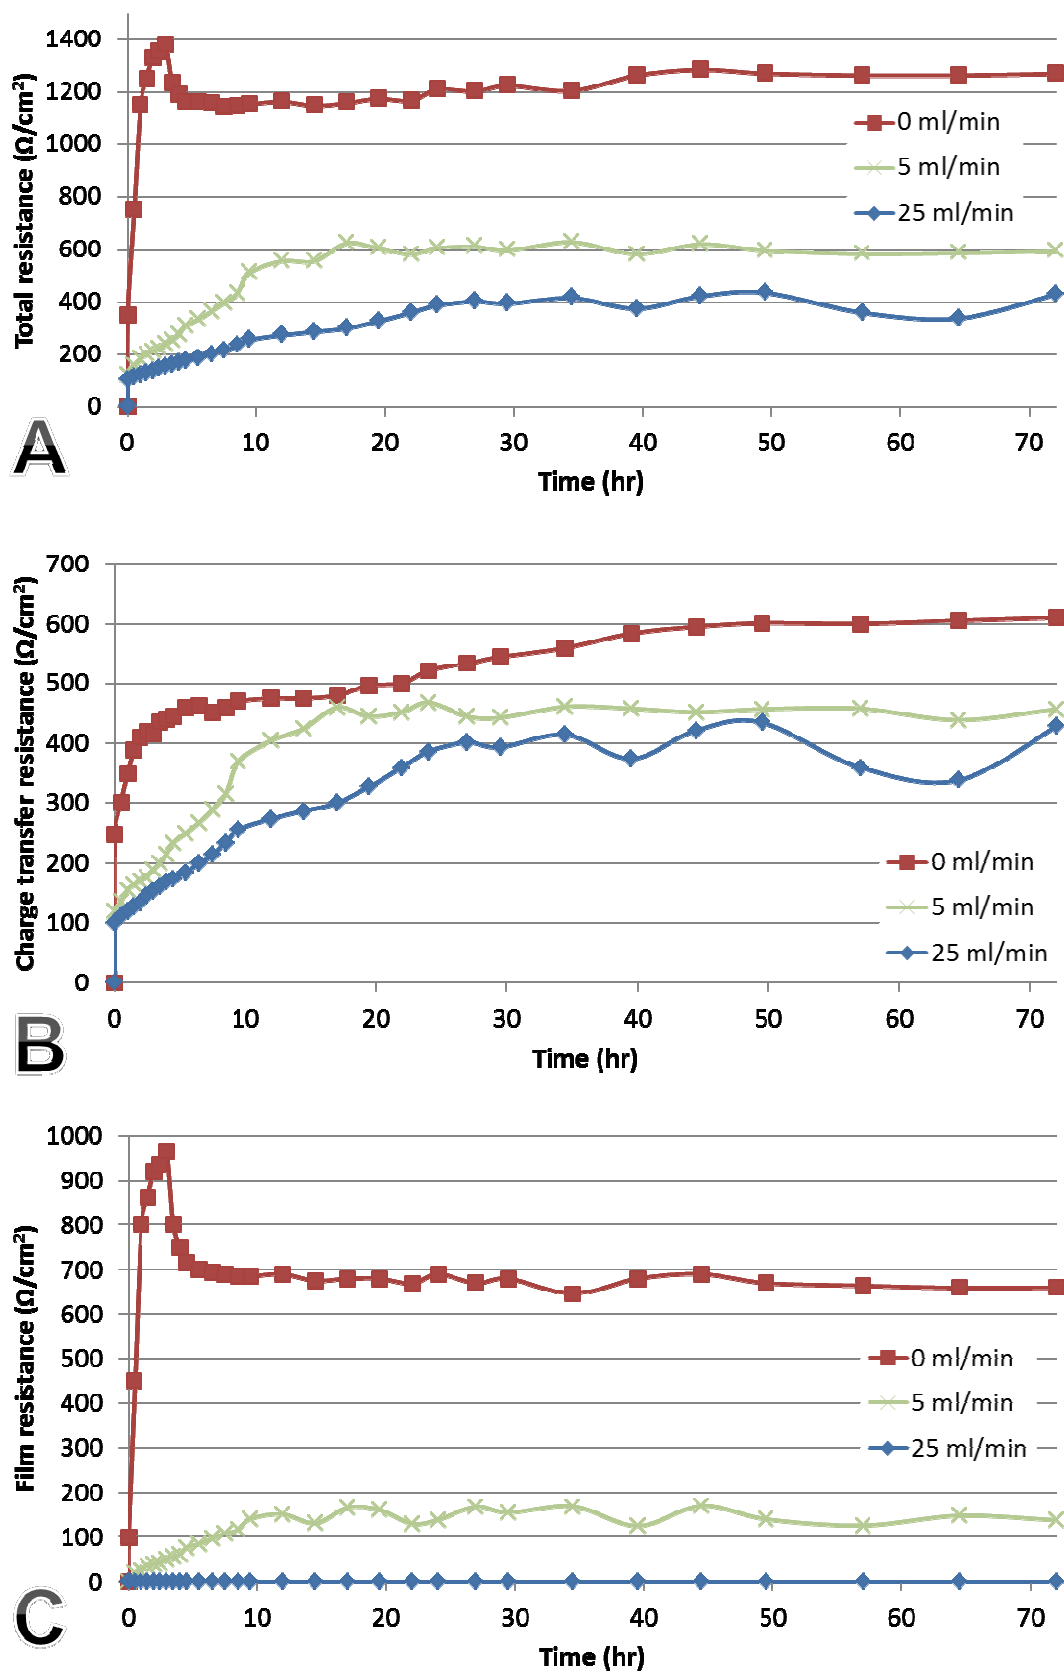 Total resistance (Ω/cm²)
1400
1200
1000
800
600
400
200
0
0 ml/min
5 ml/min
25 ml/min
0 10 20 30 40 50 60 70
Time (hr)
A
Charge transfer resistance (Ω/cm²)
700
600
500
400
300
200
100
0
0 ml/min
5 ml/min
25 ml/min
0 10 20 30 40 50 60 70
Time (hr)
B
Film resistance (Ω/cm²)
1000
900
800
700
600
500
400
300
200
100
0
0 ml/min
5 ml/min
25 ml/min
0 10 20 30 40 50 60 70
Time (hr)
C